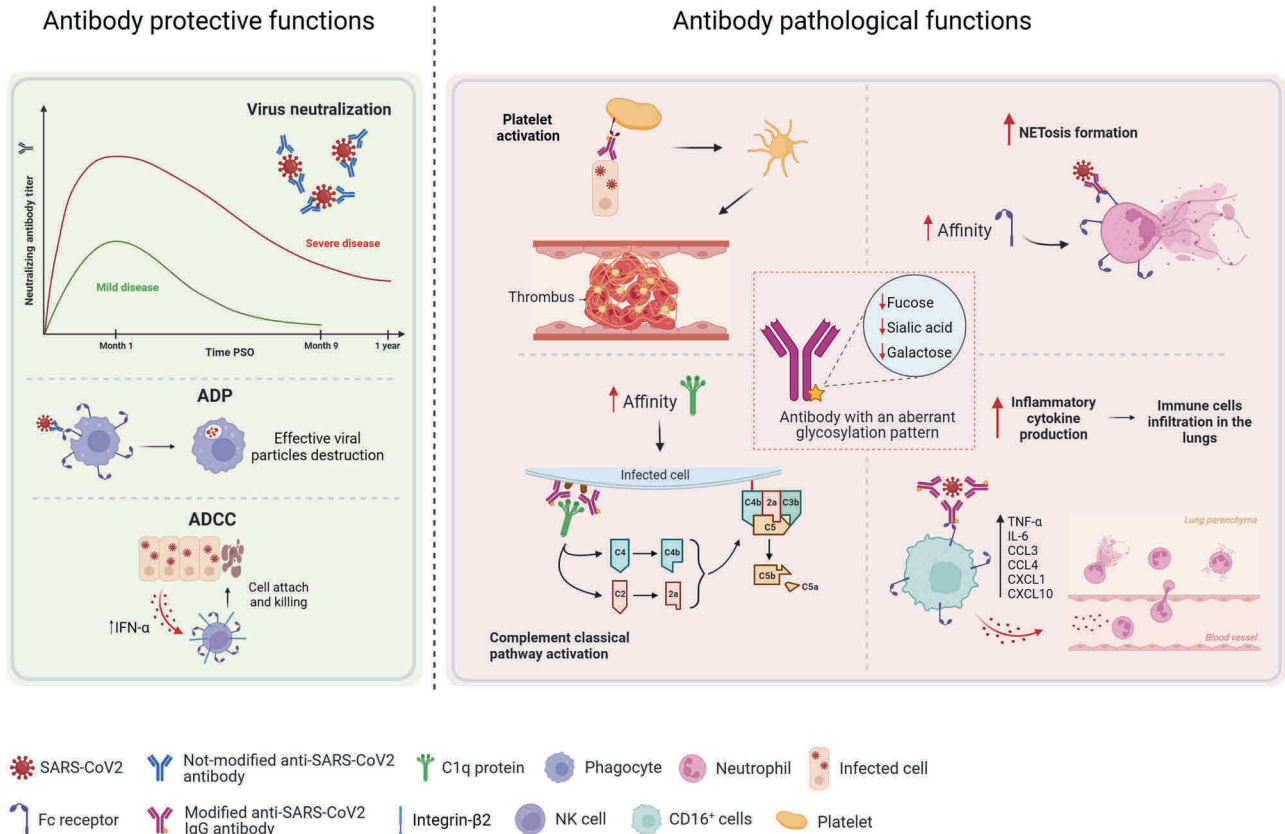 Antibody protective functions
Antibody pathological functions
Virus neutralization
Neutralizing antibody titer
Severe disease
Mild disease
Month 1
Time PSO
Month 9
1 year
ADP
Effective viral
particles destruction
ADCC
Cell attach
and killing
↑IFN-α
Platelet
activation
Thrombus
NETosis formation
Affinity
Fucose
Sialic acid
Galactose
Antibody with an aberrant
glycosylation pattern
Affinity
Infected cell
C4b
2a
C3b
C5
C4
C4b
C2
2a
C5b
C5a
Complement classical
pathway activation
Inflammatory
cytokine
production
Immune cells
infiltration in the
lungs
TNF-α
IL-6
CCL3
CCL4
CXCL1
CXCL10
Lung parenchyma
Blood vessel
SARS-CoV2
Not-modified anti-SARS-CoV2
antibody
C1q protein
Phagocyte
Neutrophil
Infected cell
Fc receptor
Modified anti-SARS-CoV2
IgG antibody
Integrin-β2
NK cell
CD16⁺ cells
Platelet